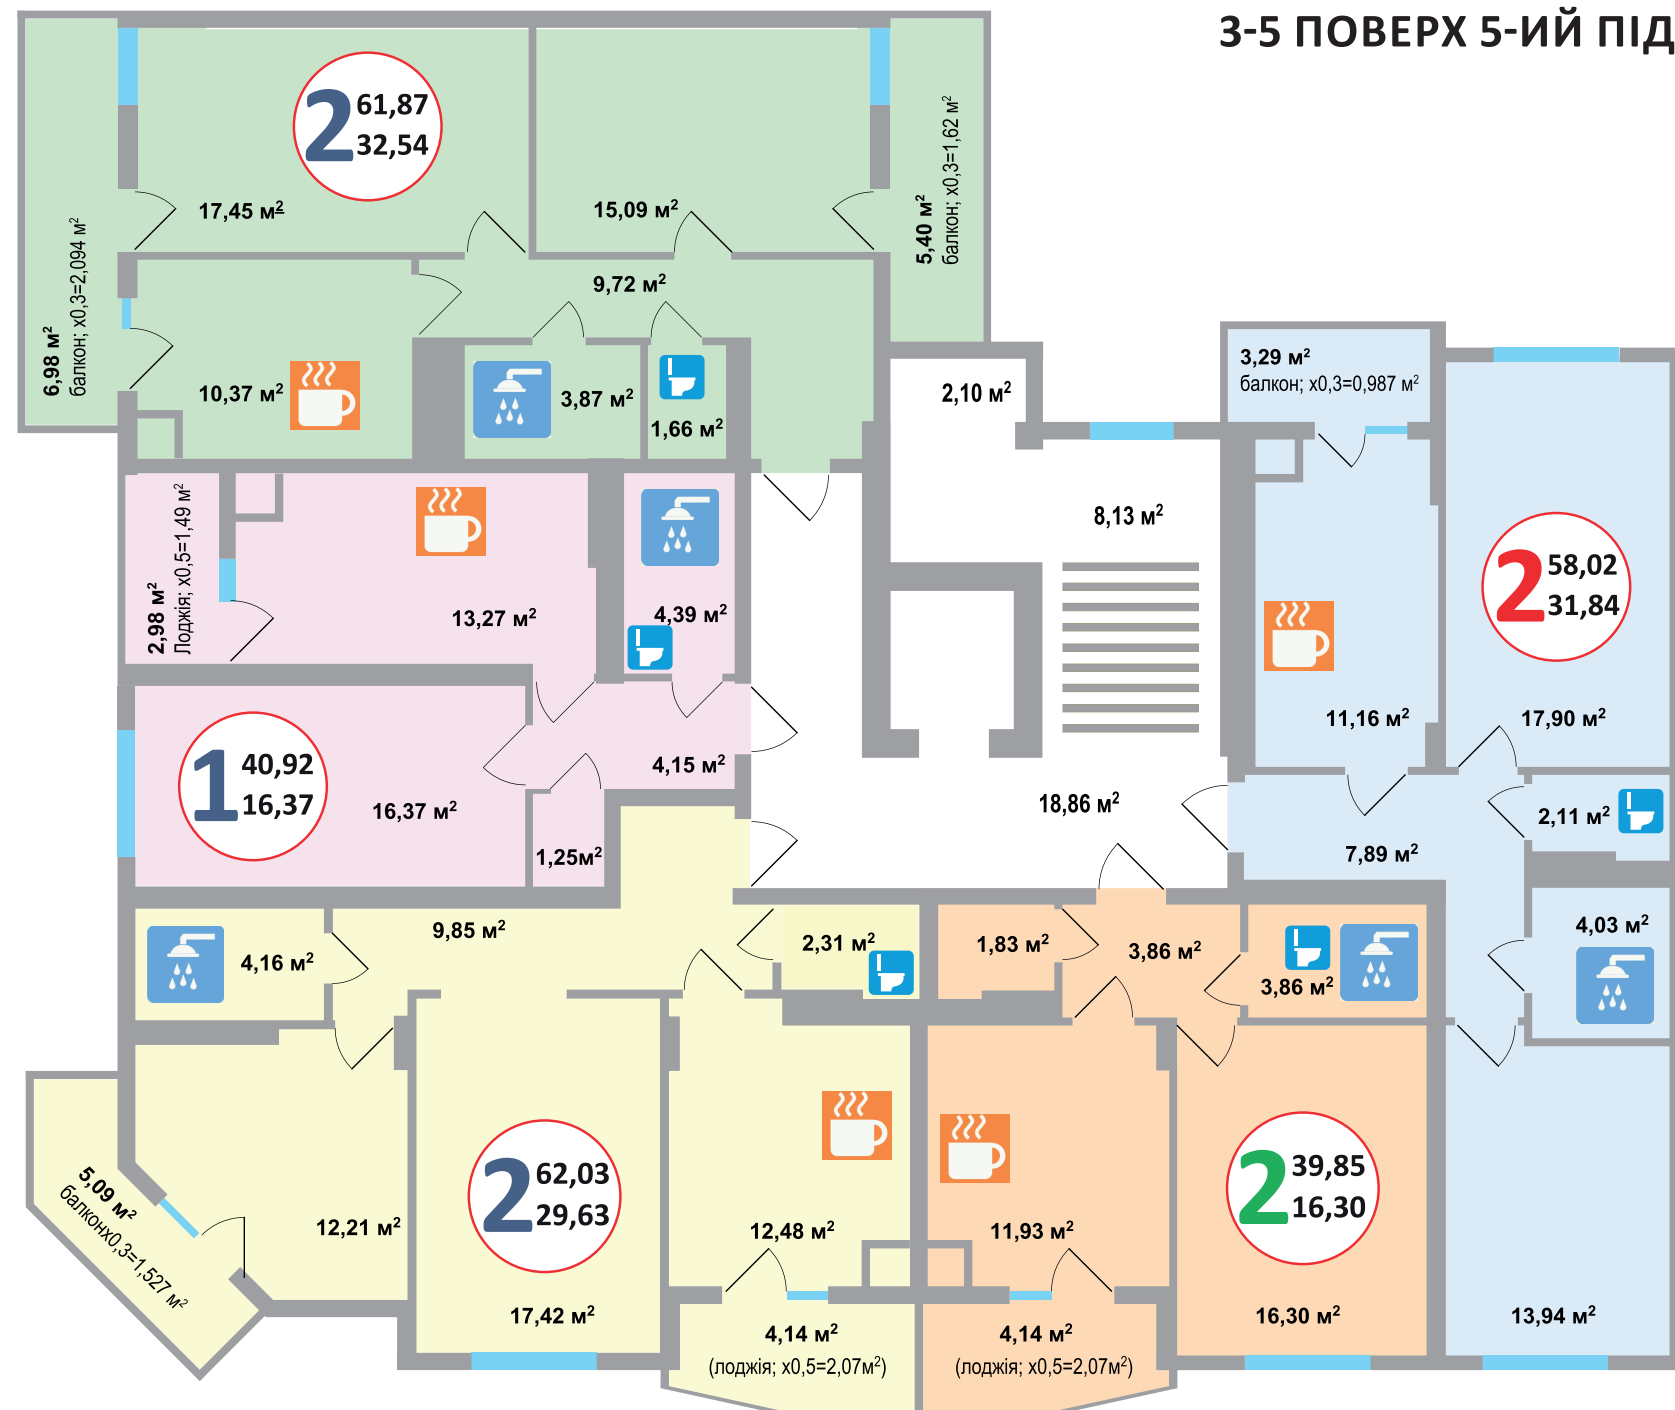 3-5 ПОВЕРХ 5-ИЙ ПІД
2 61,87
32,54
17,45 м²
15,09 м²
5,40 м²
балкон; х0,3=1,62 м²
6,98 м²
балкон; х0,3=2,094 м²
9,72 м²
10,37 м²
3,87 м²
1,66 м²
2,10 м²
3,29 м²
балкон; х0,3=0,987 м²
8,13 м²
2,98 м²
Лоджія; х0,5=1,49 м²
13,27 м²
4,39 м²
2 58,02
31,84
11,16 м²
17,90 м²
1 40,92
16,37
16,37 м²
4,15 м²
1,25м²
18,86 м²
7,89 м²
2,11 м²
9,85 м²
4,16 м²
2,31 м²
1,83 м²
3,86 м²
3,86 м²
4,03 м²
5,09 м²
балконх0,3=1,527 м²
12,21 м²
2 62,03
29,63
17,42 м²
12,48 м²
4,14 м²
(лоджія; х0,5=2,07м²)
11,93 м²
4,14 м²
(лоджія; х0,5=2,07м²)
2 39,85
16,30
16,30 м²
13,94 м²